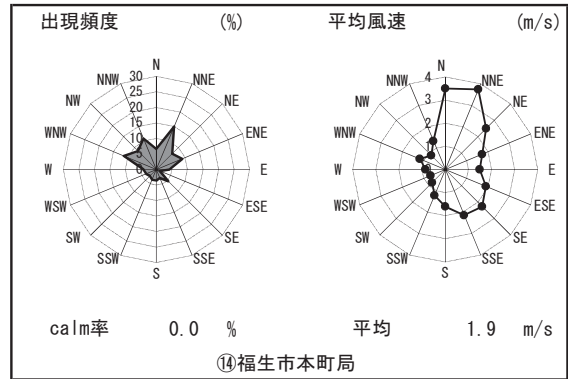 出現頻度 (%)
平均風速 (m/s)
N
NNE
NE
ENE
E
ESE
SE
SSE
S
SSW
SW
WSW
W
WNW
NW
NNW
30
25
20
15
10
5
0
N
NNE
NE
ENE
E
ESE
SE
SSE
S
SSW
SW
WSW
W
WNW
NW
NNW
4
3
2
1
calm率 0.0 %
平均 1.9 m/s
⑭福生市本町局